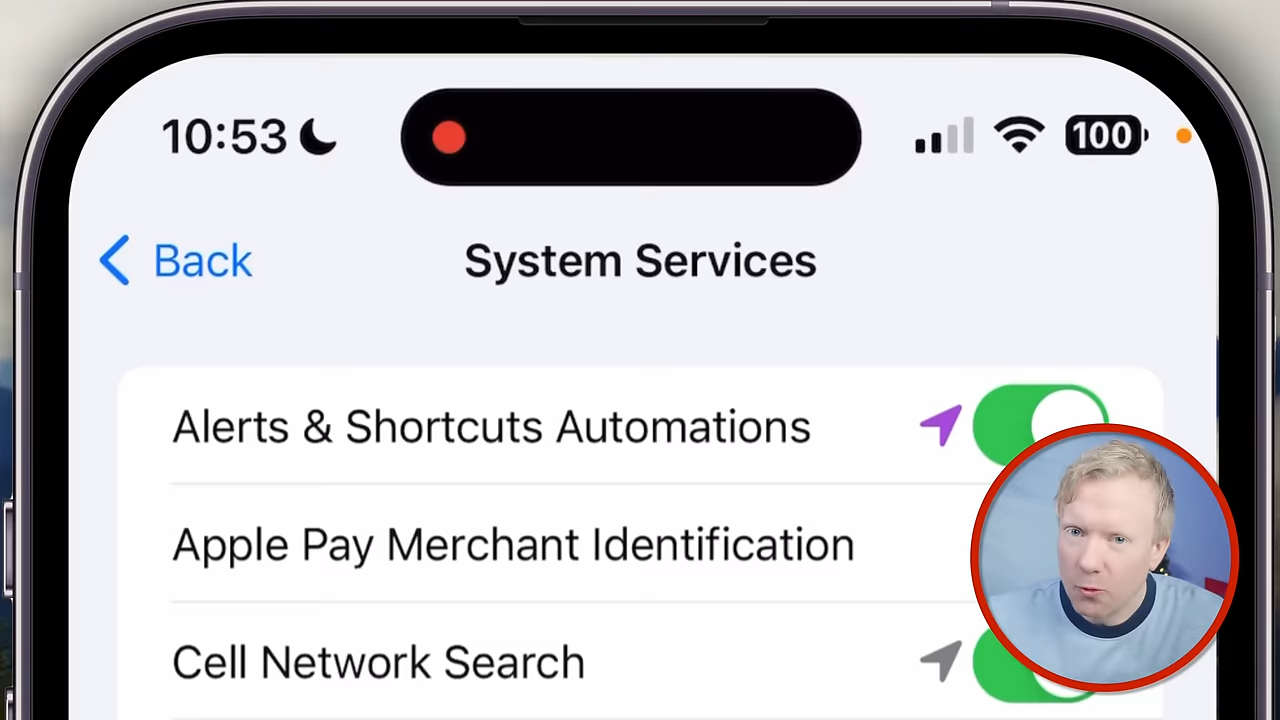 10:53
100
Back
System Services
Alerts & Shortcuts Automations
Apple Pay Merchant Identification
Cell Network Search